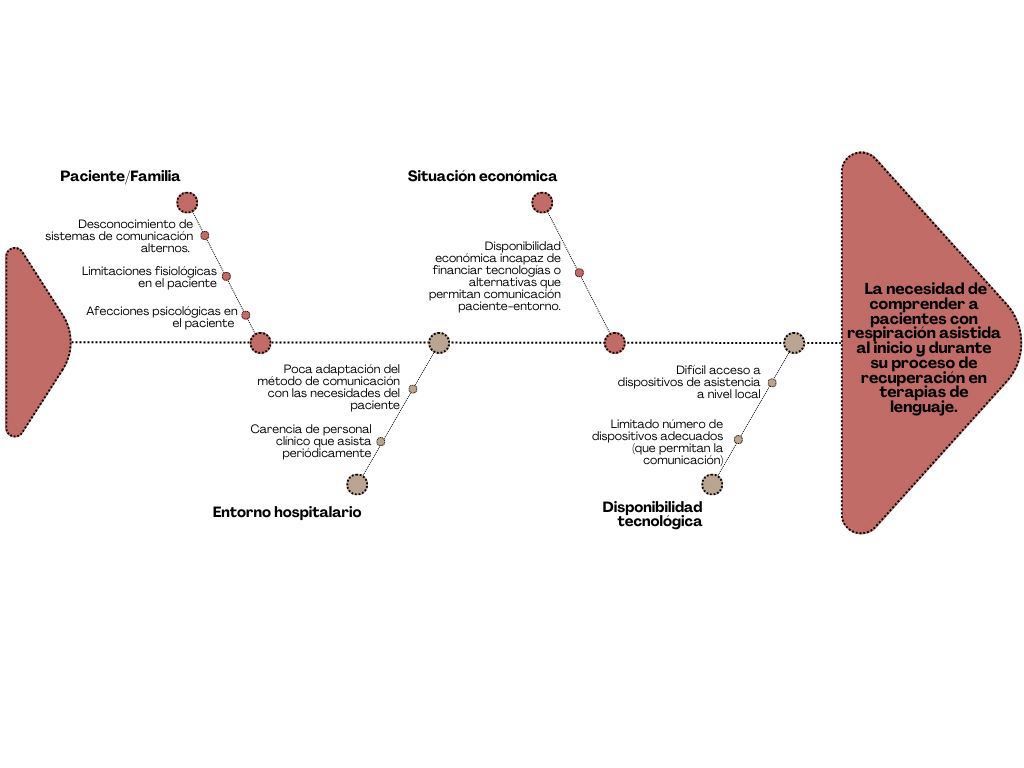 Paciente/Familia
Desconocimiento de
sistemas de comunicación
alternos.
Limitaciones fisiológicas
en el paciente
Afecciones psicológicas en
el paciente
Situación económica
Disponibilidad
económica incapaz de
financiar tecnologías o
alternativas que
permitan comunicación
paciente-entorno.
Poca adaptación del
método de comunicación
con las necesidades del
paciente
Carencia de personal
clínico que asista
periódicamente
Entorno hospitalario
Difícil acceso a
dispositivos de asistencia
a nivel local
Limitado número de
dispositivos adecuados
(que permitan la
comunicación)
Disponibilidad
tecnológica
La necesidad de
comprender a
pacientes con
respiración asistida
al inicio y durante
su proceso de
recuperación en
terapias de
lenguaje.